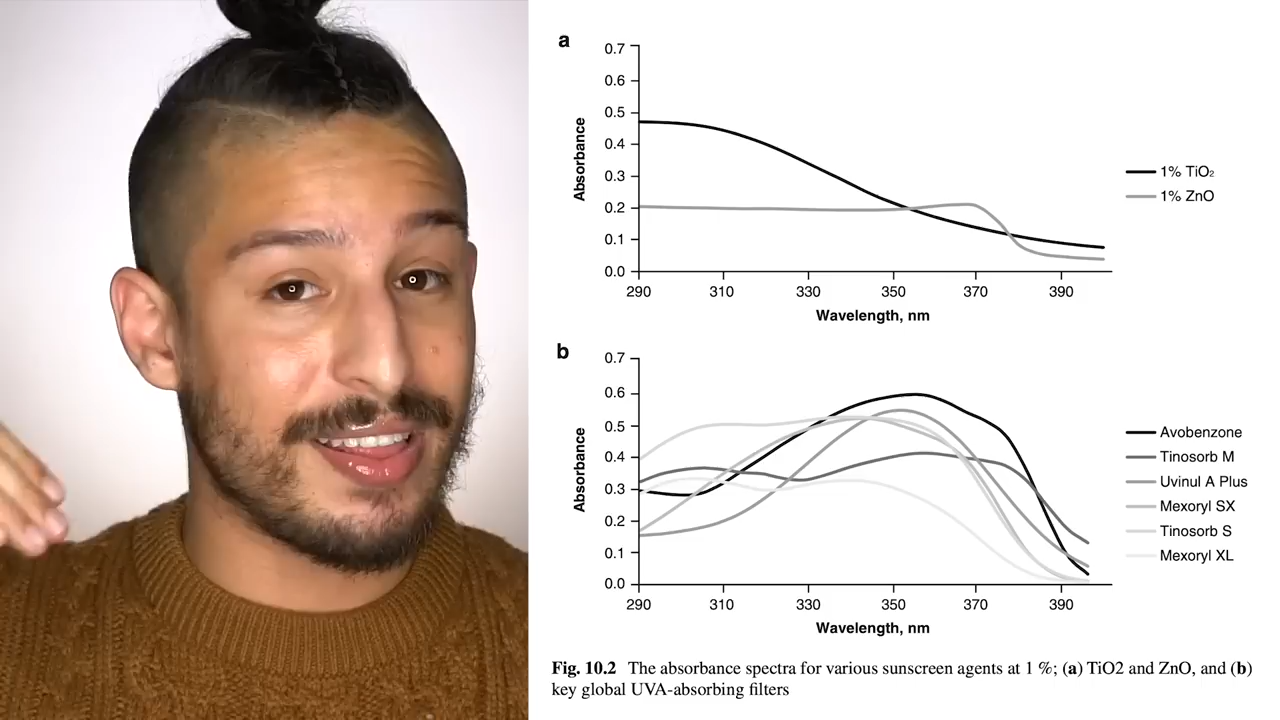 a
0.7
0.6
0.5
0.4
0.3
0.2
0.1
0.0
Absorbance
290 310 330 350 370 390
Wavelength, nm
1% TiO₂
1% ZnO
b
0.7
0.6
0.5
0.4
0.3
0.2
0.1
0.0
Absorbance
290 310 330 350 370 390
Wavelength, nm
Avobenzone
Tinosorb M
Uvinul A Plus
Mexoryl SX
Tinosorb S
Mexoryl XL
Fig. 10.2 The absorbance spectra for various sunscreen agents at 1 %; (a) TiO2 and ZnO, and (b)
key global UVA-absorbing filters